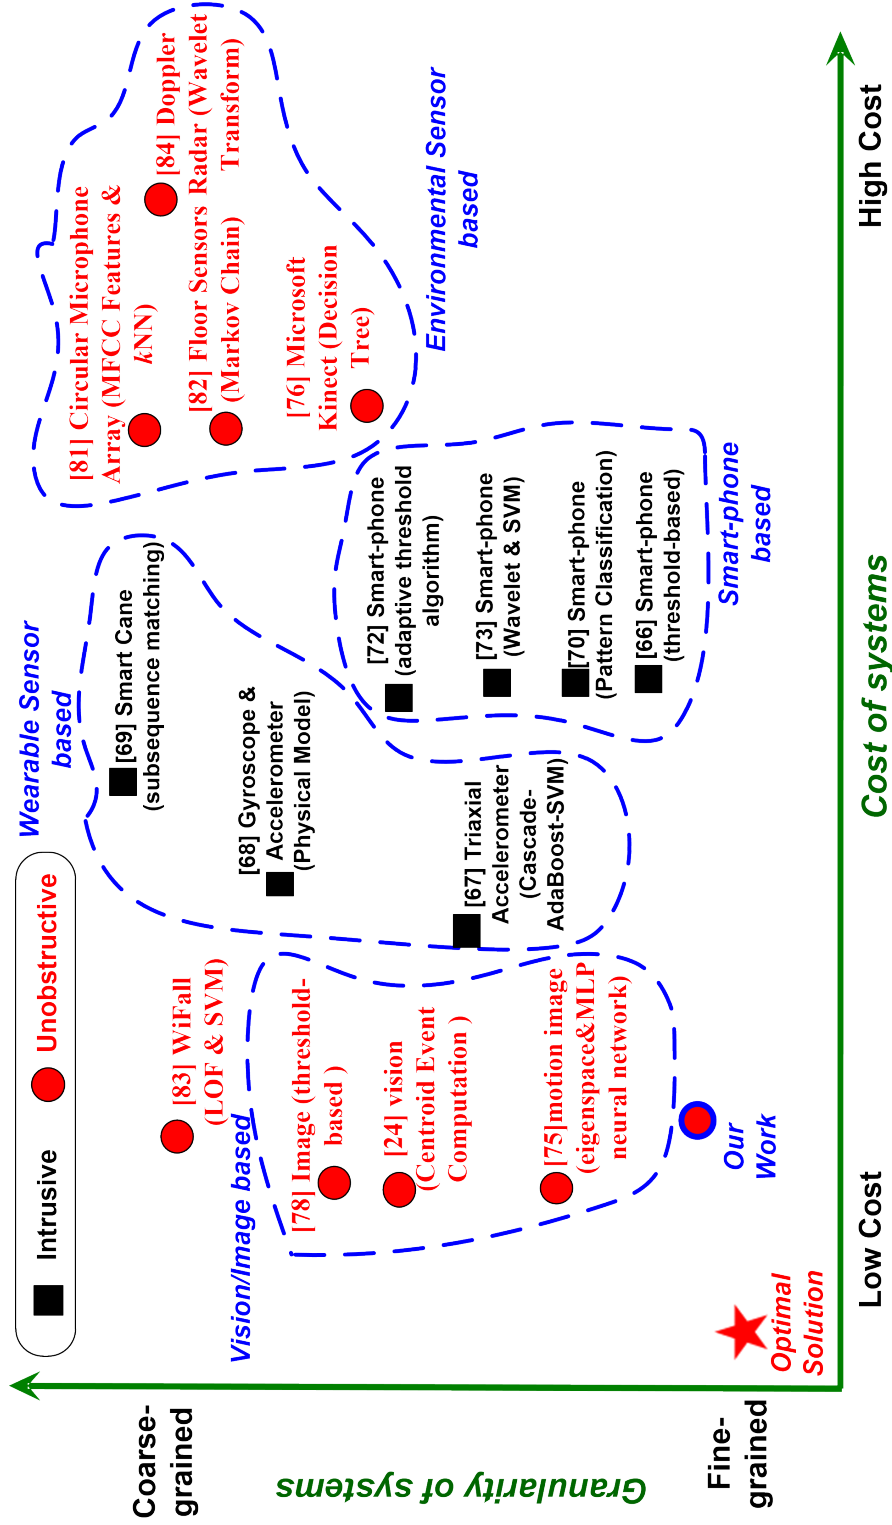 Intrusive
Unobstructive
Wearable Sensor
based
[69] Smart Cane
(subsequence matching)
[68] Gyroscope &
Accelerometer
(Physical Model)
[67] Triaxial
Accelerometer
(Cascade-
AdaBoost-SVM)
[81] Circular Microphone
Array (MFCC Features &
kNN)
[84] Doppler
Radar (Wavelet
Transform)
[82] Floor Sensors
(Markov Chain)
[76] Microsoft
Kinect (Decision
Tree)
Environmental Sensor
based
[72] Smart-phone
(adaptive threshold
algorithm)
[73] Smart-phone
(Wavelet & SVM)
[70] Smart-phone
(Pattern Classification)
[66] Smart-phone
(threshold-based)
Smart-phone
based
[83] WiFall
(LOF & SVM)
Vision/Image based
[78] Image (threshold-
based )
[24] vision
(Centroid Event
Computation )
[75]motion image
(eigenspace&MLP
neural network)
Our
Work
Optimal
Solution
Coarse-
grained
Granularity of systems
Fine-
grained
Low Cost
Cost of systems
High Cost